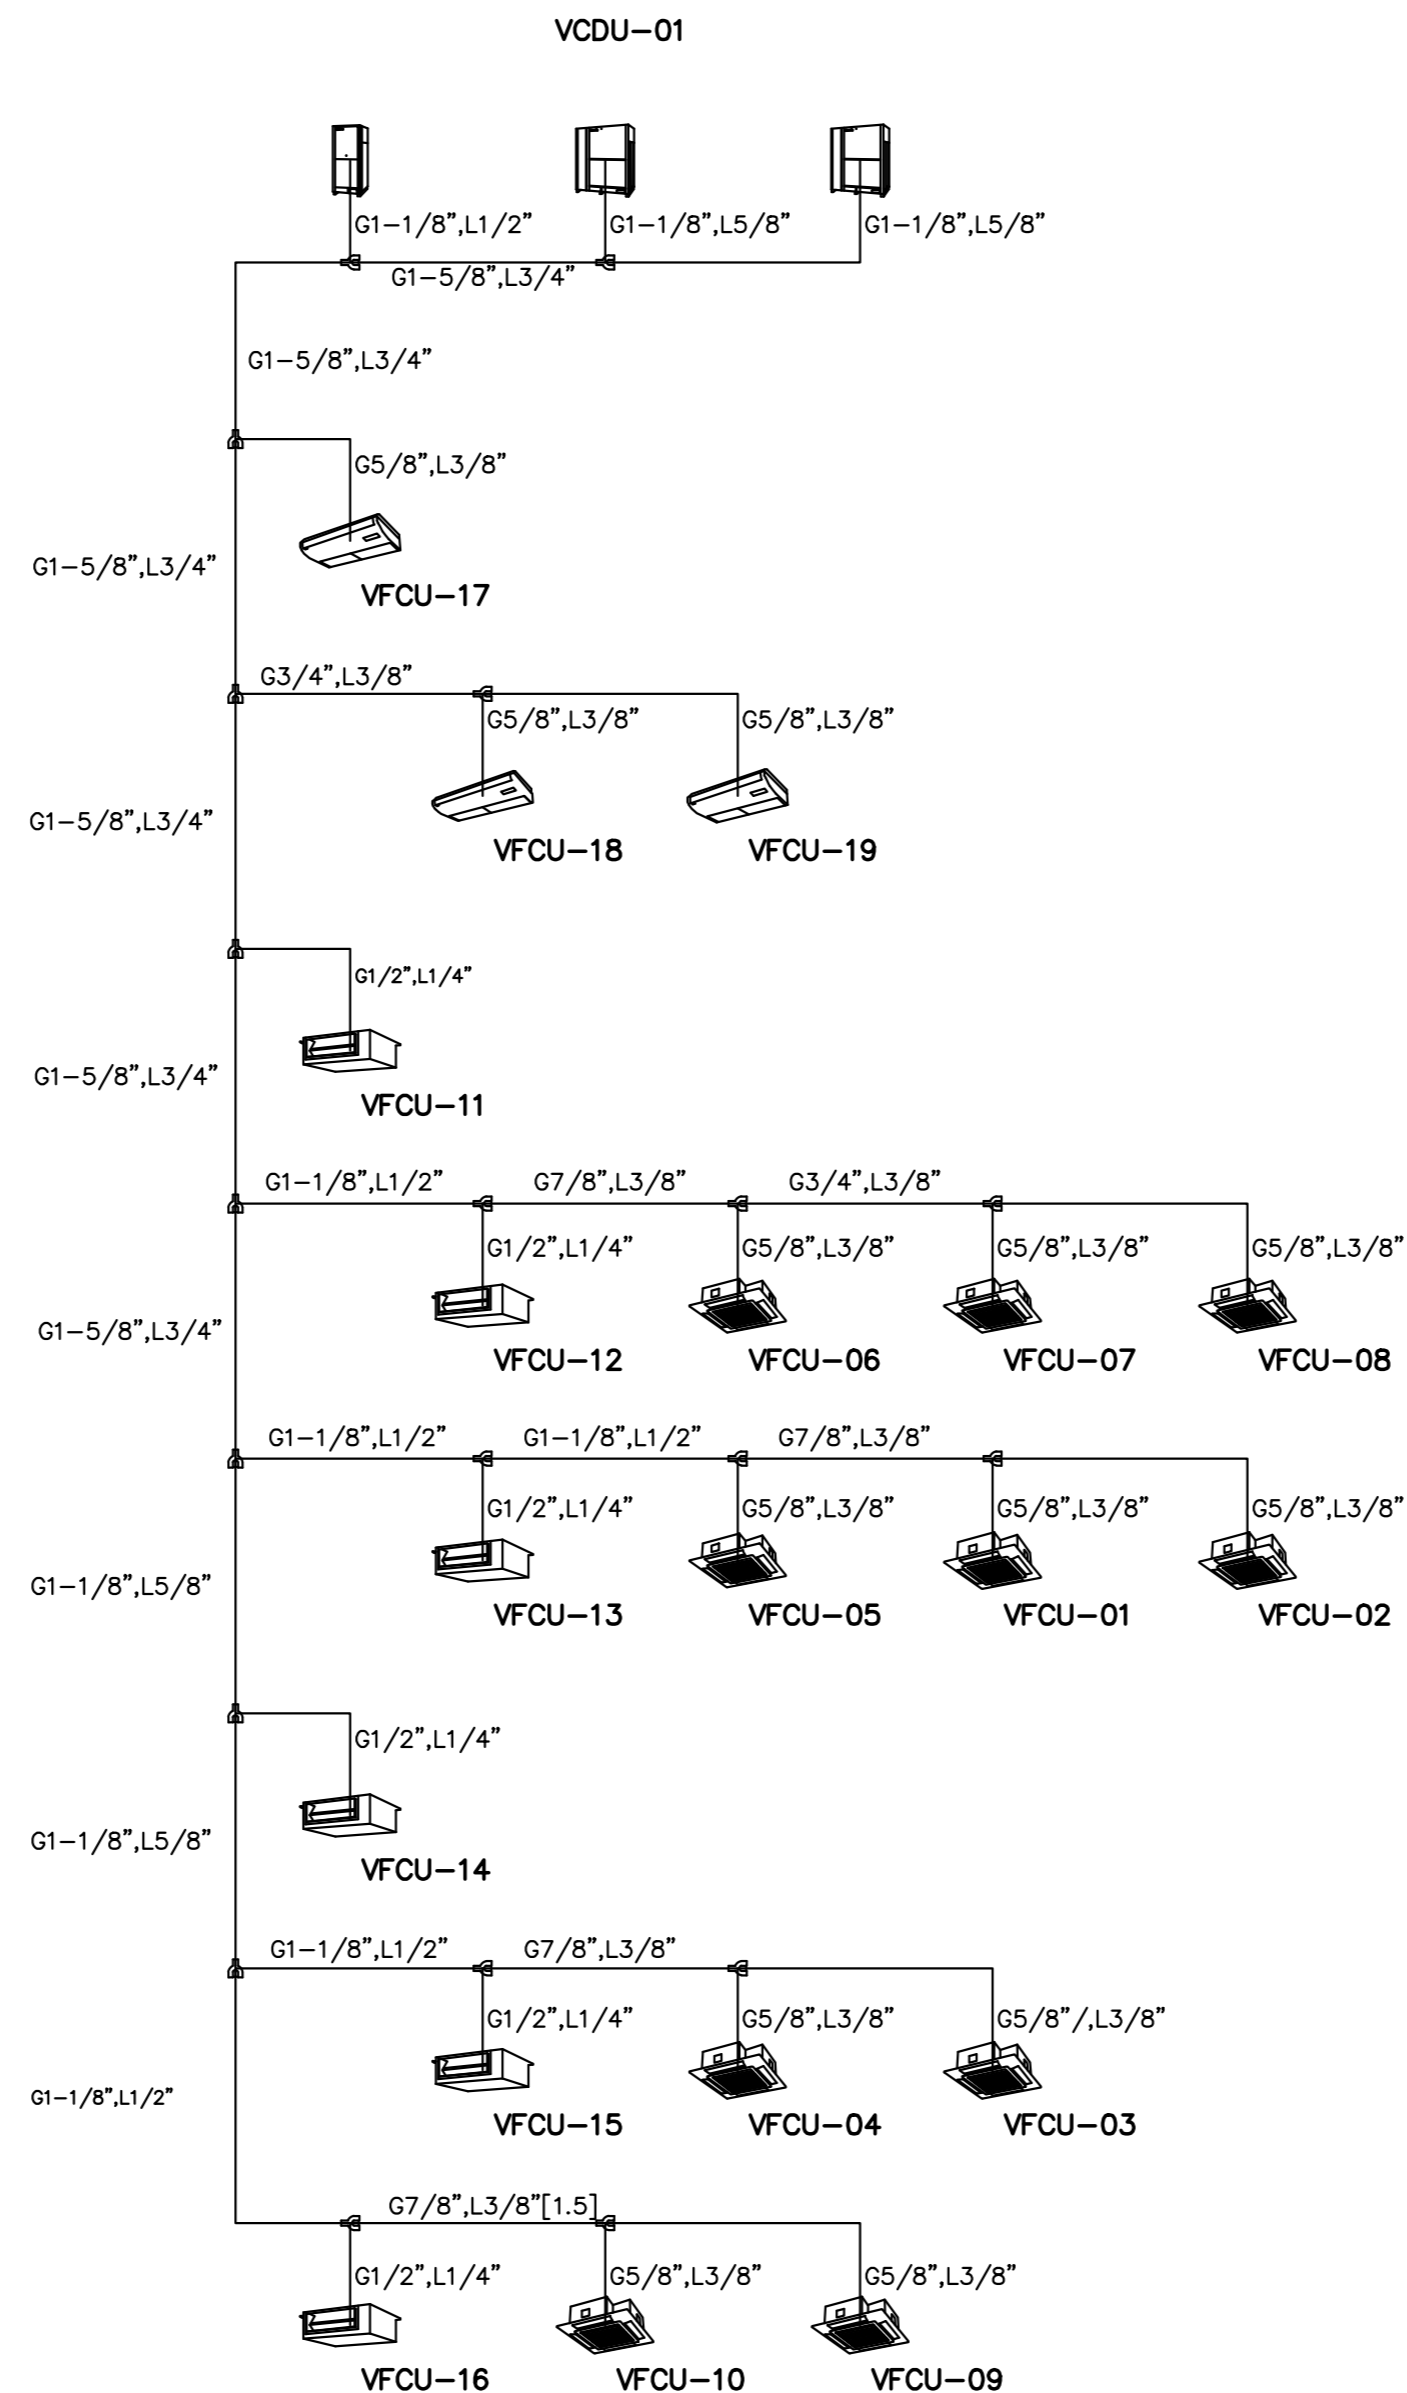 VCDU-01
G1-1/8",L1/2"
G1-1/8",L5/8"
G1-1/8",L5/8"
G1-5/8",L3/4"
G1-5/8",L3/4"
G5/8",L3/8"
G1-5/8",L3/4"
VFCU-17
G3/4",L3/8"
G5/8",L3/8"
G5/8",L3/8"
G1-5/8",L3/4"
VFCU-18
VFCU-19
G1/2",L1/4"
G1-5/8",L3/4"
VFCU-11
G1-1/8",L1/2"
G7/8",L3/8"
G3/4",L3/8"
G1/2",L1/4"
G5/8",L3/8"
G5/8",L3/8"
G5/8",L3/8"
G1-5/8",L3/4"
VFCU-12
VFCU-06
VFCU-07
VFCU-08
G1-1/8",L1/2"
G1-1/8",L1/2"
G7/8",L3/8"
G1/2",L1/4"
G5/8",L3/8"
G5/8",L3/8"
G5/8",L3/8"
G1-1/8",L5/8"
VFCU-13
VFCU-05
VFCU-01
VFCU-02
G1/2",L1/4"
G1-1/8",L5/8"
VFCU-14
G1-1/8",L1/2"
G7/8",L3/8"
G1/2",L1/4"
G5/8",L3/8"
G5/8"/,L3/8"
G1-1/8",L1/2"
VFCU-15
VFCU-04
VFCU-03
G7/8",L3/8"[1.5]
G1/2",L1/4"
G5/8",L3/8"
G5/8",L3/8"
VFCU-16
VFCU-10
VFCU-09